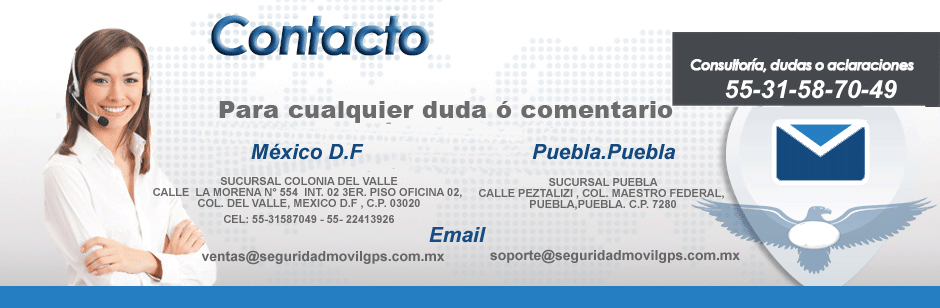 Contacto
Consultoría, dudas o aclaraciones
55-31-58-70-49
Para cualquier duda ó comentario
México D.F
SUCURSAL COLONIA DEL VALLE
CALLE LA MORENA N° 554 INT. 02 3ER. PISO OFICINA 02,
COL. DEL VALLE, MEXICO D.F , C.P. 03020
CEL: 55-31587049 - 55- 22413926
Puebla.Puebla
SUCURSAL PUEBLA
CALLE PEZTALIZI , COL. MAESTRO FEDERAL,
PUEBLA,PUEBLA. C.P. 7280
Email
ventas@seguridadmovilgps.com.mx
soporte@seguridadmovilgps.com.mx